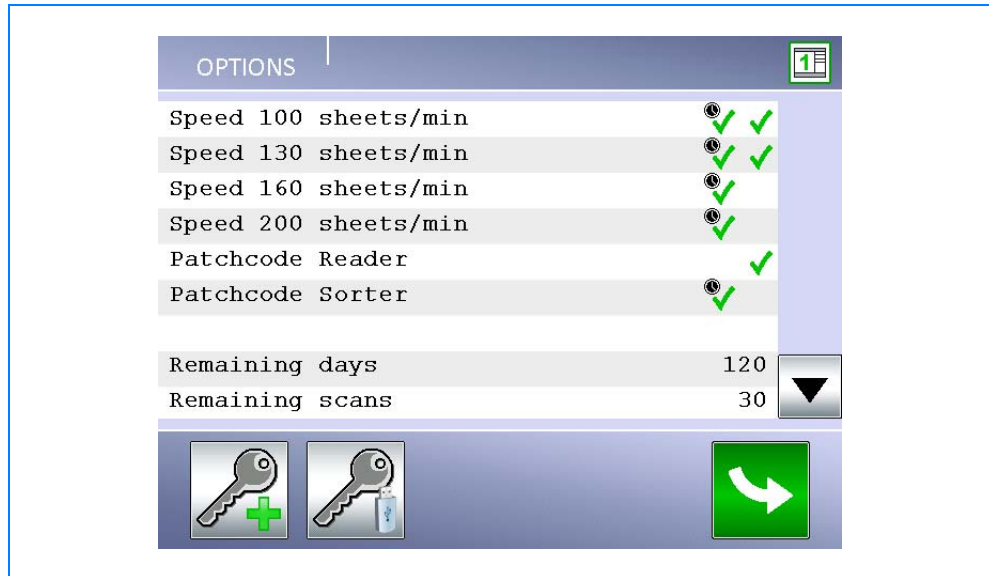 OPTIONS
1
Speed 100 sheets/min
Speed 130 sheets/min
Speed 160 sheets/min
Speed 200 sheets/min
Patchcode Reader
Patchcode Sorter
Remaining days 120
Remaining scans 30